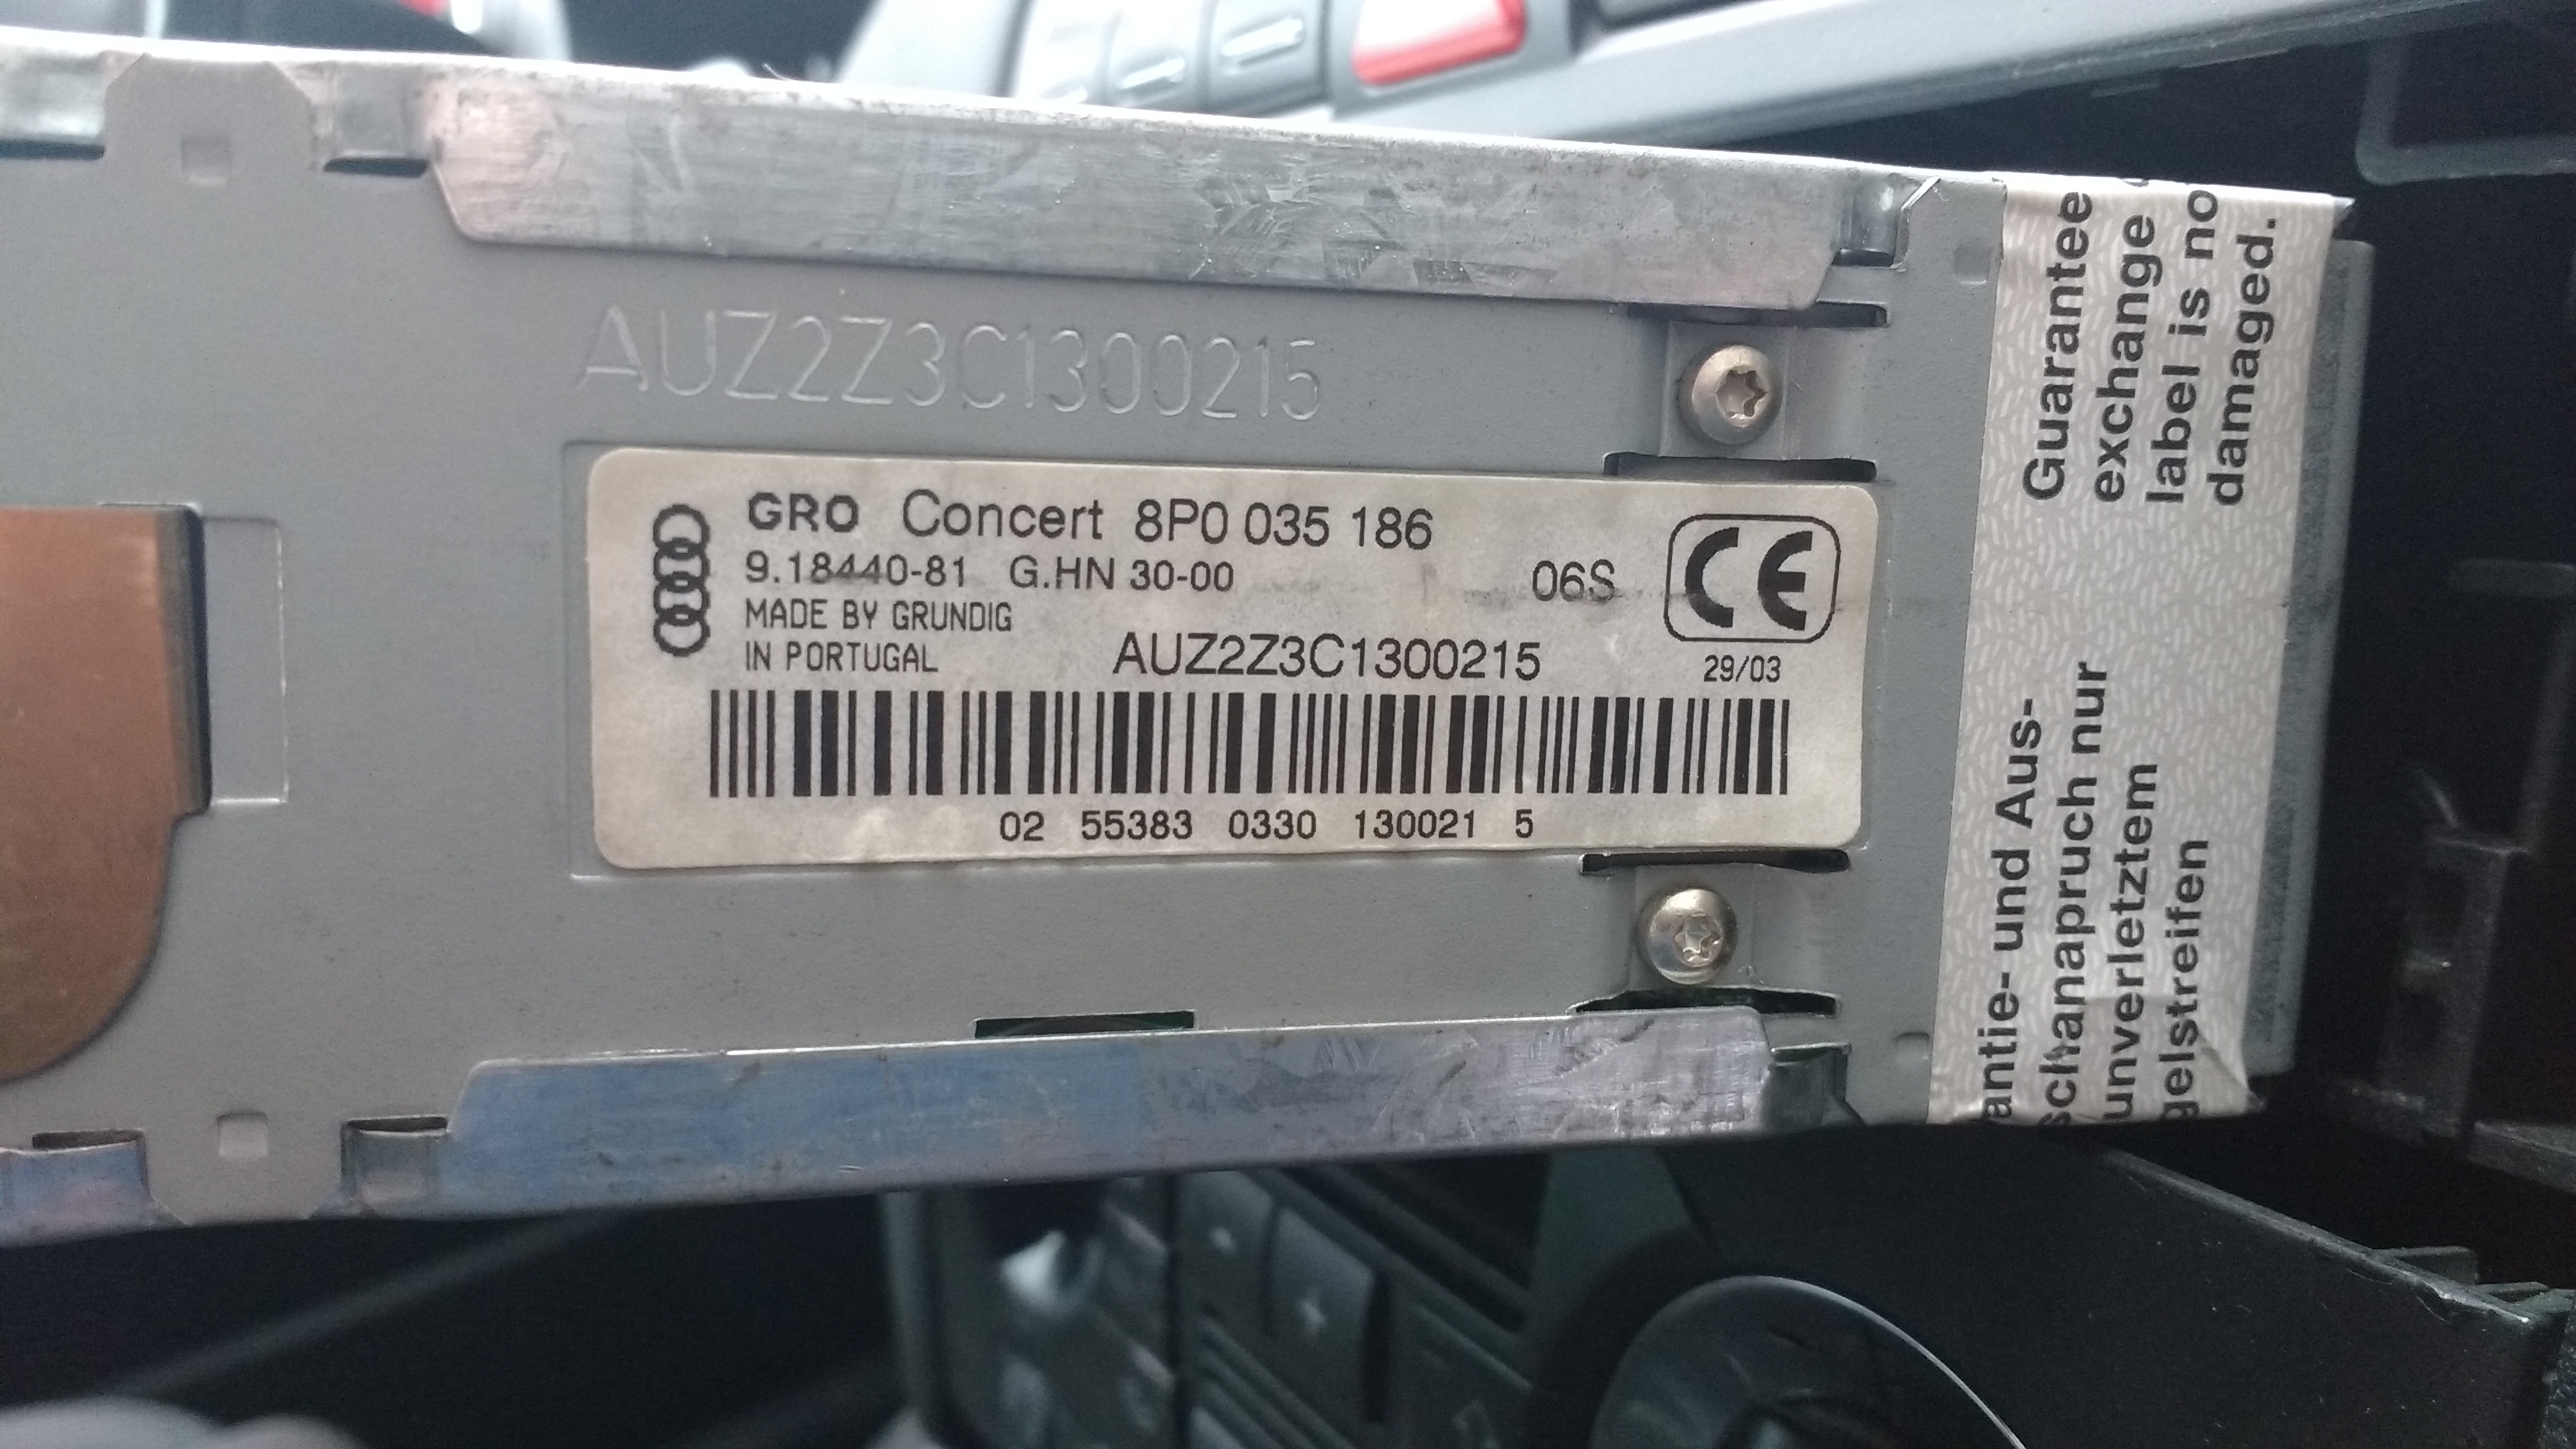 AUZ2Z3C1300215
GRO Concert 8P0 035 186
9.18440-81 G.HN 30-00
06S
CE
MADE BY GRUNDIG
IN PORTUGAL
AUZ2Z3C1300215
29/03
02 55383 0330 130021 5
Guarantee
exchange
label is no
damaged.
antie- und Aus-
schanapruch nur
unverletztem
gelstreifen